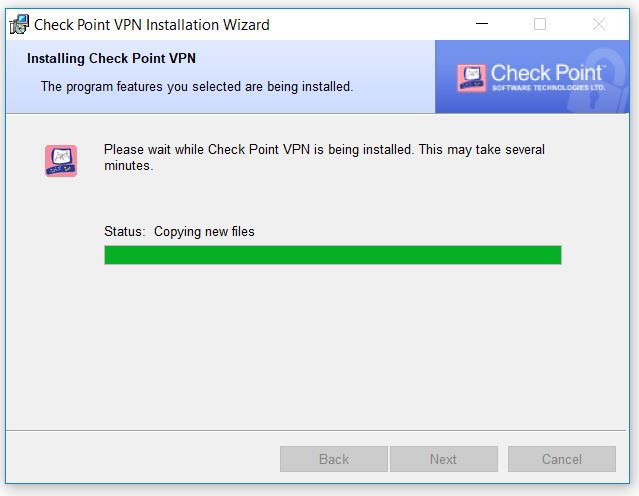 Check Point VPN Installation Wizard
Installing Check Point VPN
The program features you selected are being installed.
Check Point™
SOFTWARE TECHNOLOGIES LTD.
Please wait while Check Point VPN is being installed. This may take several
minutes.
Status: Copying new files
Back
Next
Cancel